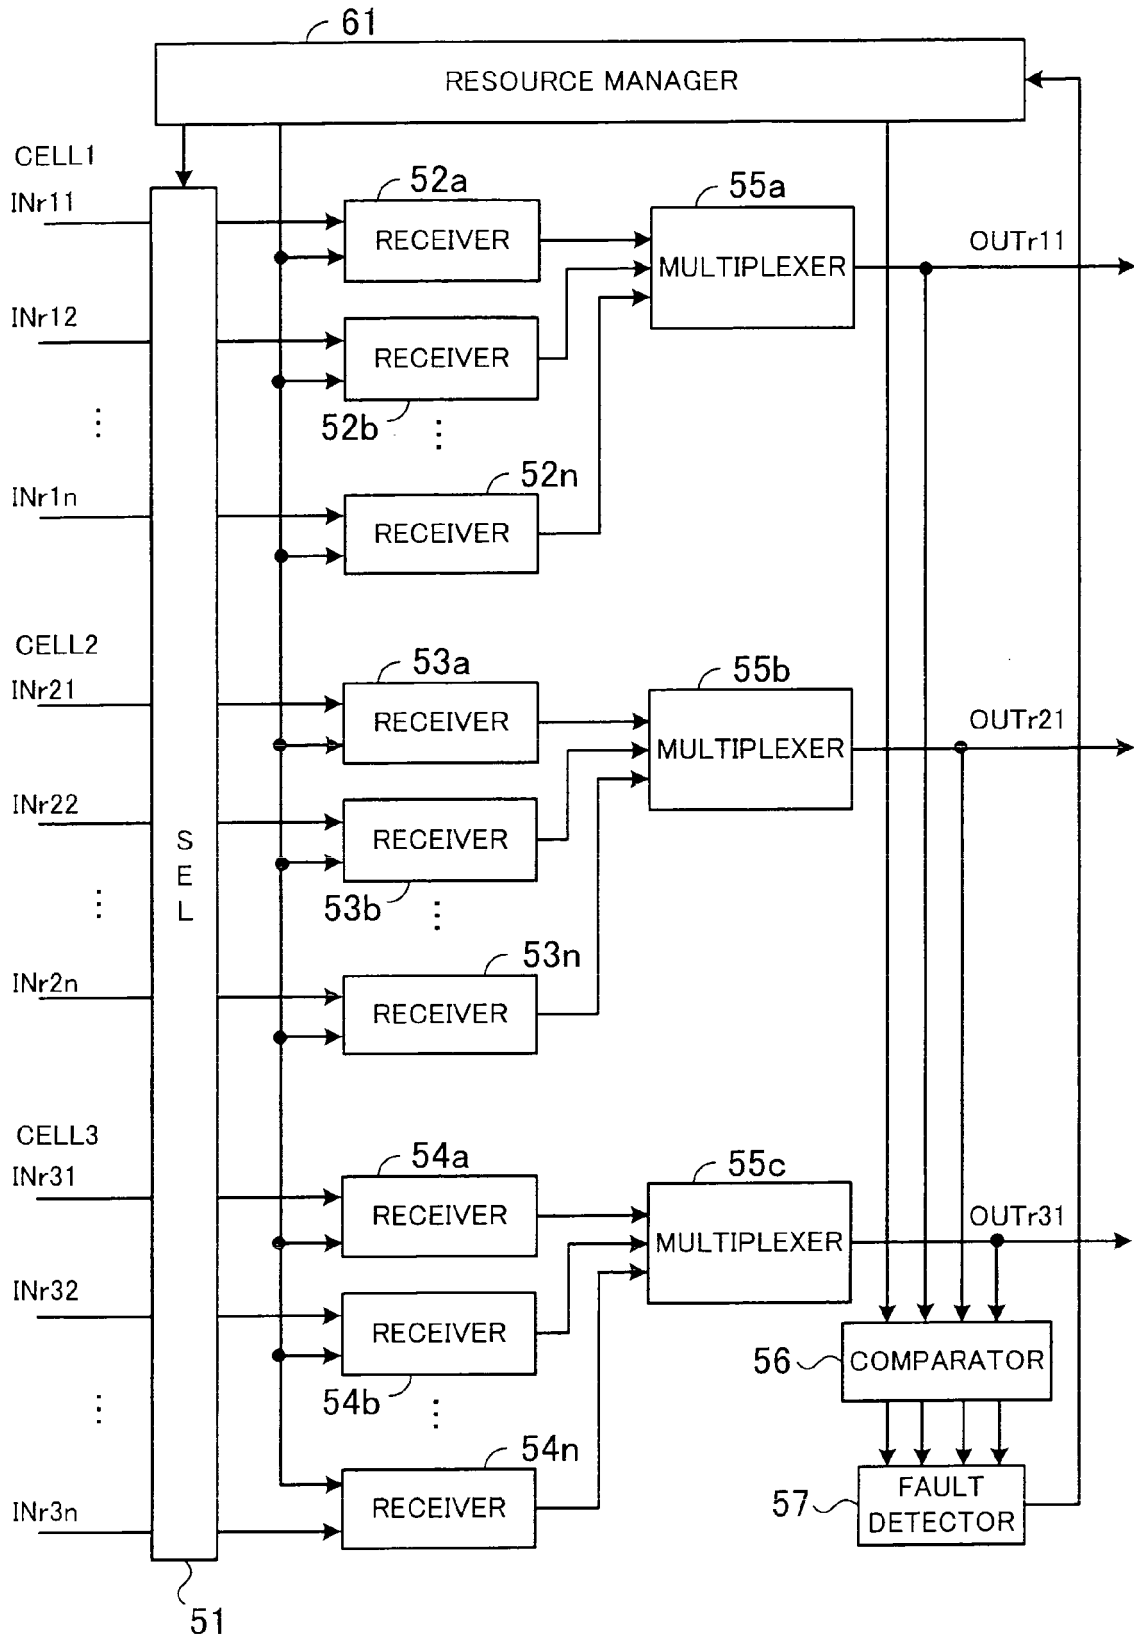 61
RESOURCE MANAGER
CELL1
INr11
52a
RECEIVER
55a
MULTIPLEXER
OUTr11
INr12
RECEIVER
52b
⋮
⋮
INr1n
52n
RECEIVER
CELL2
INr21
53a
RECEIVER
55b
MULTIPLEXER
OUTr21
INr22
RECEIVER
53b
⋮
⋮
SEL
INr2n
53n
RECEIVER
CELL3
INr31
54a
RECEIVER
55c
MULTIPLEXER
OUTr31
INr32
RECEIVER
54b
⋮
⋮
56
COMPARATOR
INr3n
54n
RECEIVER
57
FAULT
DETECTOR
51